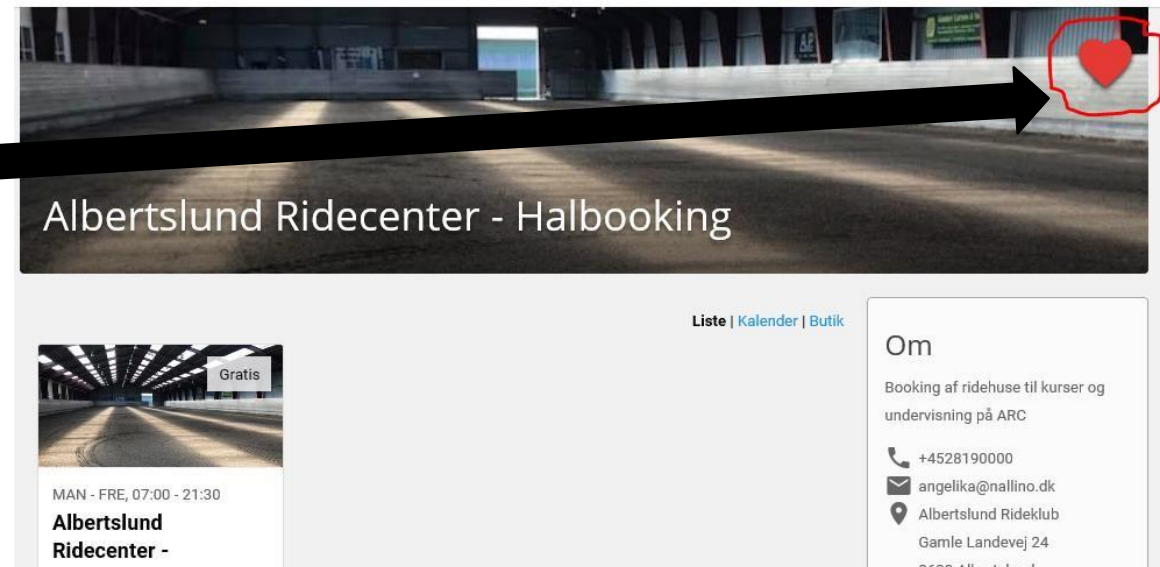 Albertslund Ridecenter - Halbooking
Liste | Kalender | Butik
Gratis
MAN - FRE, 07:00 - 21:30
Albertslund
Ridecenter -
Om
Booking af ridehuse til kurser og
undervisning på ARC
+4528190000
angelika@nallino.dk
Albertslund Rideklub
Gamle Landevej 24